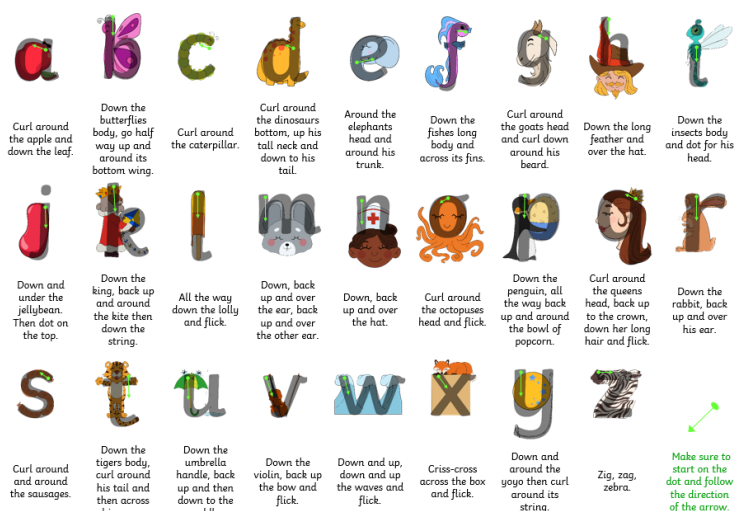 Curl around
the apple and
down the leaf.
Down the
butterflies
body, go half
way up and
around its
bottom wing.
Curl around
the caterpillar.
Curl around
the dinosaurs
bottom, up his
tall neck and
down to his
tail.
Around the
elephants
head and
around his
trunk.
Down the
fishes long
body and
across its fins.
Curl around
the goats head
and curl down
around his
beard.
Down the long
feather and
over the hat.
Down the
insects body
and dot for his
head.
Down and
under the
jellybean.
Then dot on
the top.
Down the
king, back up
and around
the kite then
down the
string.
All the way
down the lolly
and flick.
Down, back
up and over
the ear, back
up and over
the other ear.
Down, back
up and over
the hat.
Curl around
the octopuses
head and flick.
Down the
penguin, all
the way back
up and around
the bowl of
popcorn.
Curl around
the queens
head, back up
to the crown,
down her long
hair and flick.
Down the
rabbit, back
up and over
his ear.
Curl around
and around
the sausages.
Down the
tigers body,
curl around
his tail and
then across
Down the
umbrella
handle, back
up and then
down to the
Down the
violin, back up
the bow and
flick.
Down and up,
down and up
the waves and
flick.
Criss-cross
across the box
and flick.
Down and
around the
yoyo then curl
around its
string.
Zig, zag,
zebra.
Make sure to
start on the
dot and follow
the direction
of the arrow.